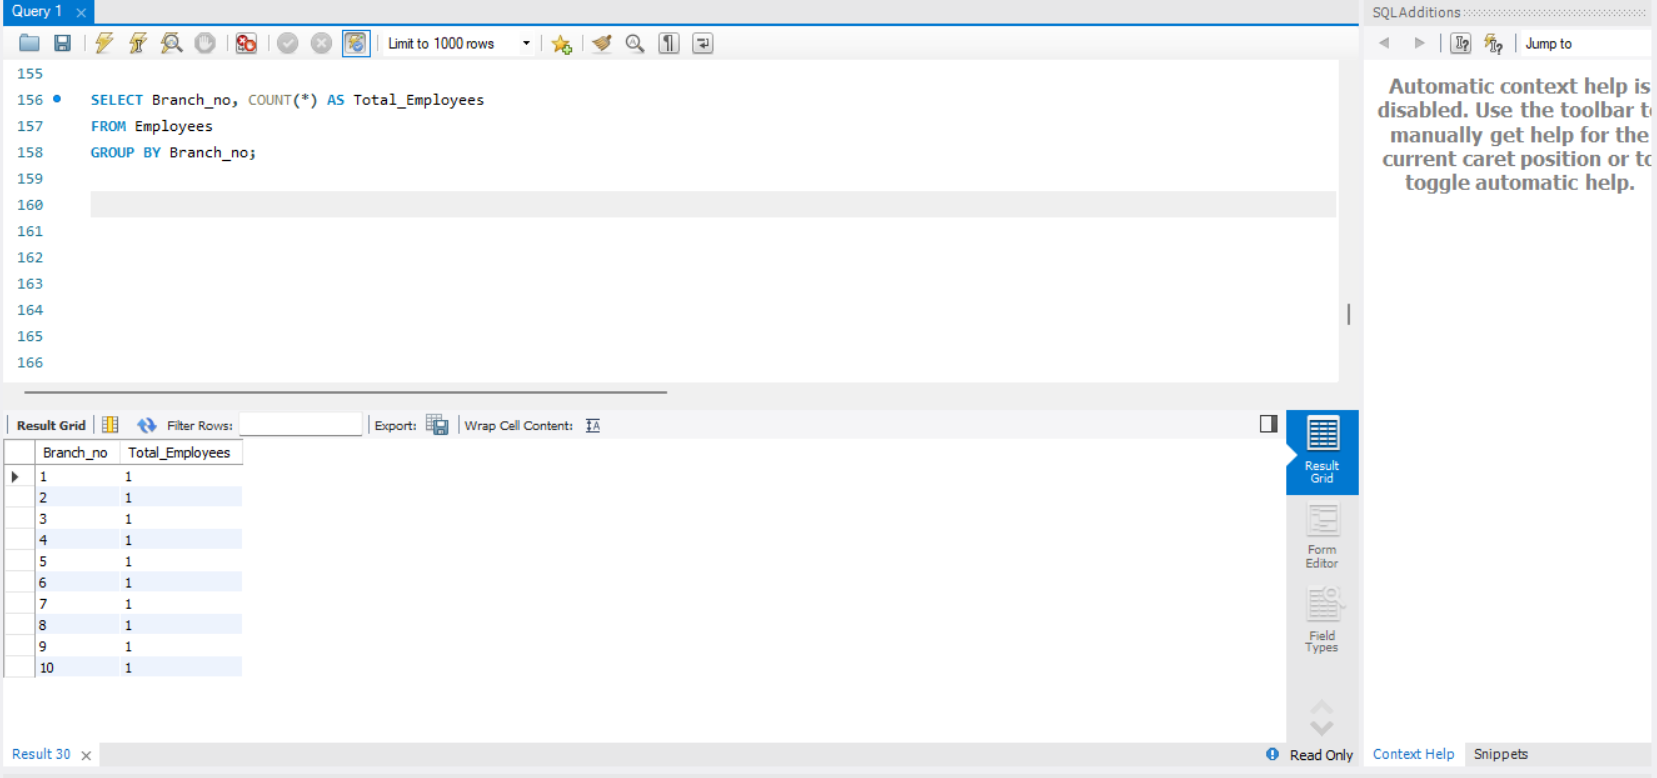 Query 1
SQLAdditions
Limit to 1000 rows
Jump to
155
156 SELECT Branch_no, COUNT(*) AS Total_Employees
157 FROM Employees
158 GROUP BY Branch_no;
159
160
161
162
163
164
165
166
Automatic context help is
disabled. Use the toolbar t
manually get help for the
current caret position or to
toggle automatic help.
Result Grid Filter Rows: Export: Wrap Cell Content:
Branch_no Total_Employees
1 1
2 1
3 1
4 1
5 1
6 1
7 1
8 1
9 1
10 1
Result
Grid
Form
Editor
Field
Types
Result 30
Read Only
Context Help Snippets